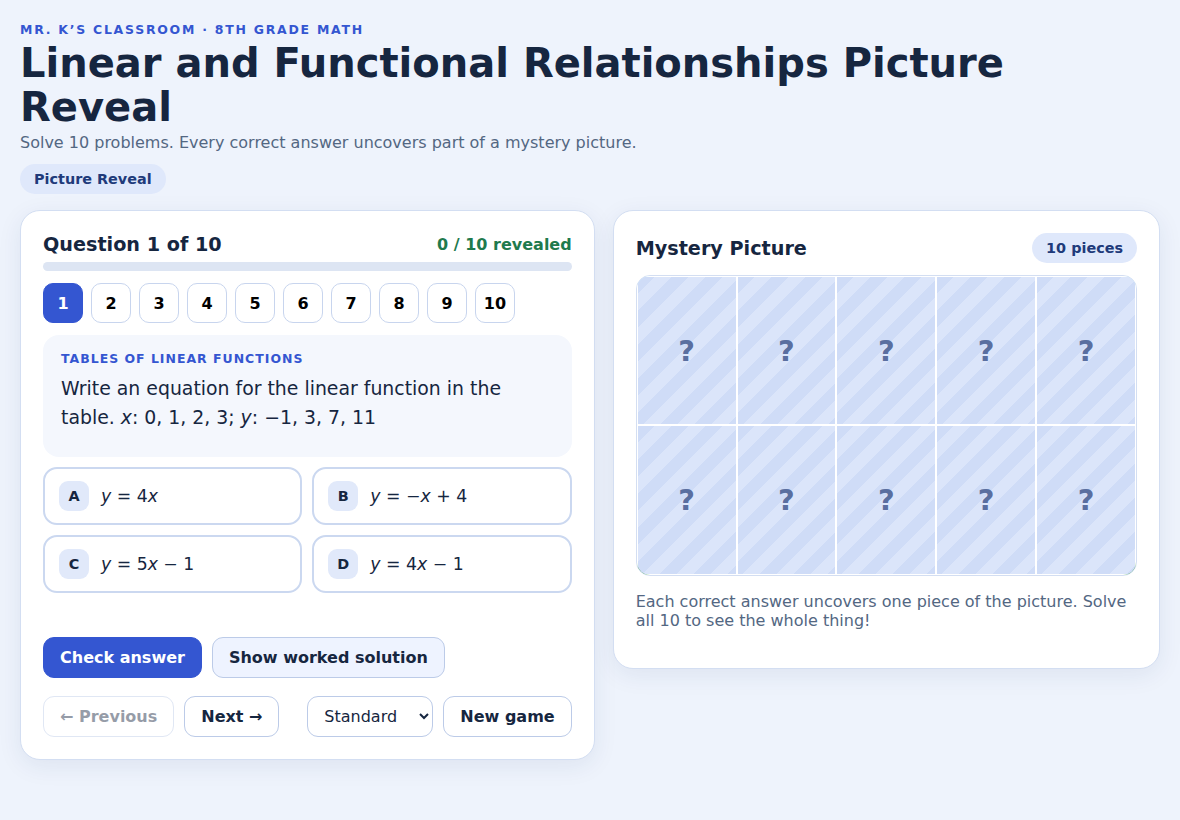 MR. K’S CLASSROOM · 8TH GRADE MATH
Linear and Functional Relationships Picture
Reveal
Solve 10 problems. Every correct answer uncovers part of a mystery picture.
Picture Reveal
Question 1 of 10
0 / 10 revealed
1 2 3 4 5 6 7 8 9 10
TABLES OF LINEAR FUNCTIONS
Write an equation for the linear function in the
table. x: 0, 1, 2, 3; y: −1, 3, 7, 11
A y = 4x
B y = −x + 4
C y = 5x − 1
D y = 4x − 1
Check answer
Show worked solution
← Previous
Next →
Standard
New game
Mystery Picture
10 pieces
? ? ? ? ?
? ? ? ? ?
Each correct answer uncovers one piece of the picture. Solve
all 10 to see the whole thing!